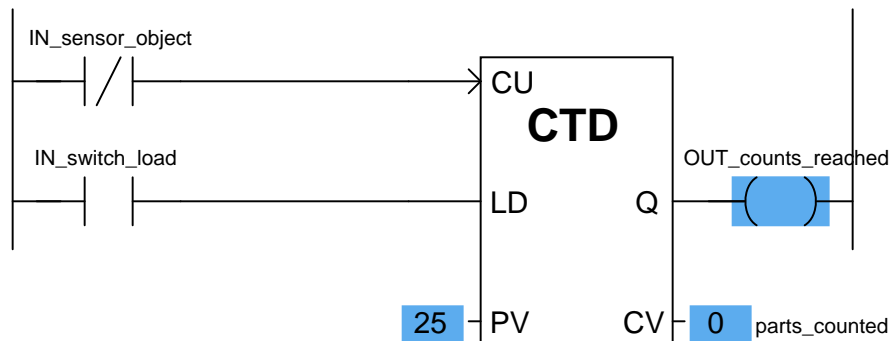 IN_sensor_object
CU
CTD
IN_switch_load
OUT_counts_reached
LD
Q
25
PV
CV
0
parts_counted